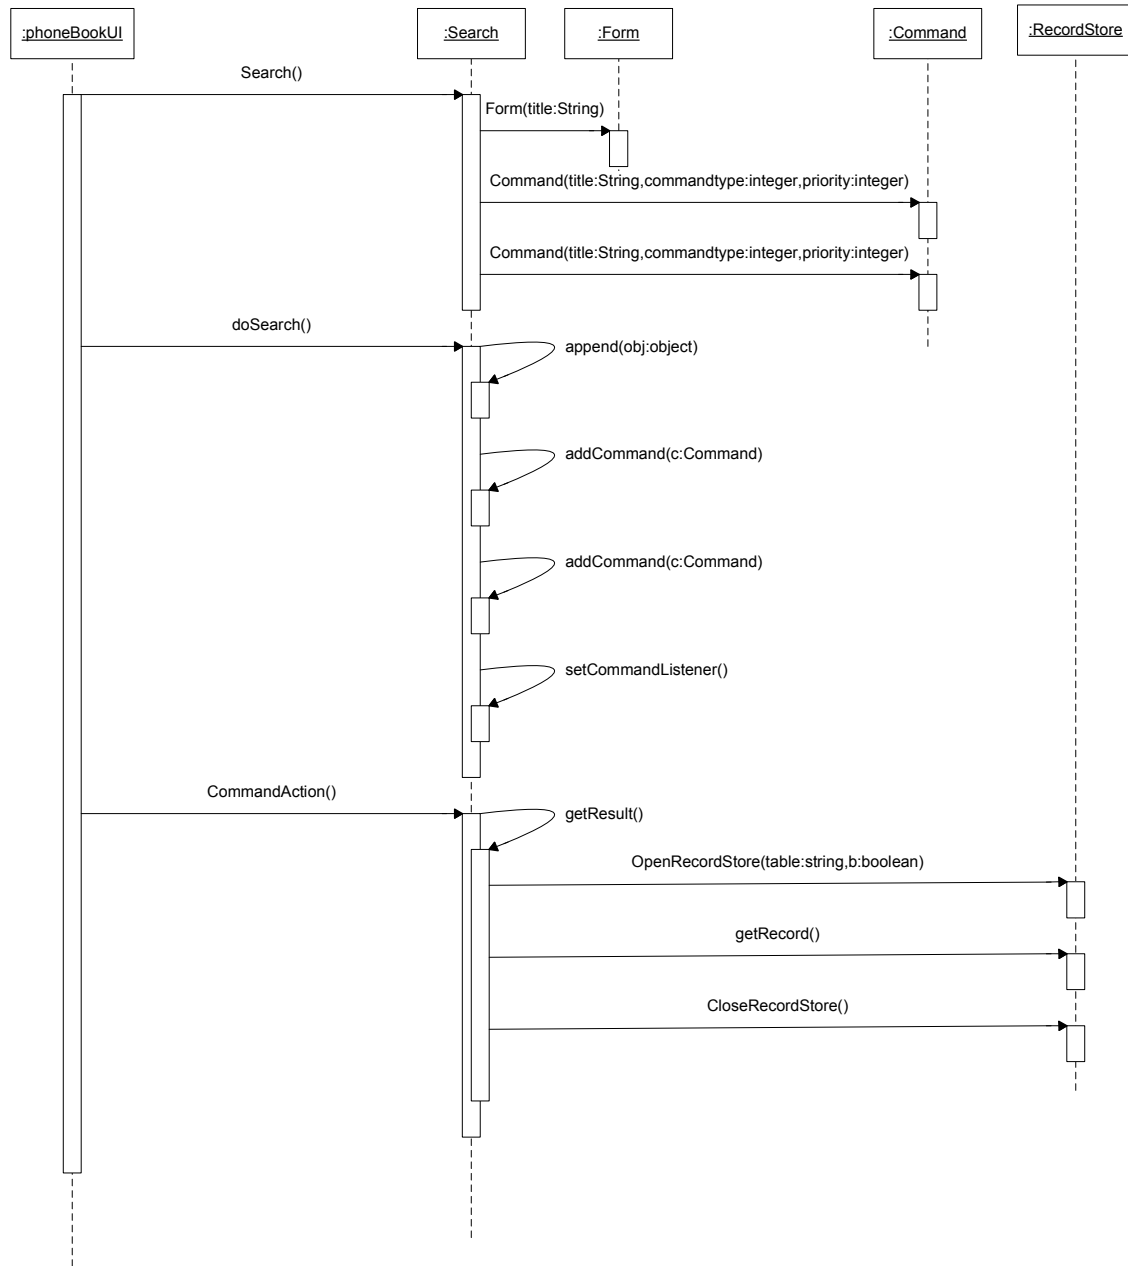 :phoneBookUI
:Search
:Form
:Command
:RecordStore
Search()
Form(title:String)
Command(title:String,commandtype:integer,priority:integer)
Command(title:String,commandtype:integer,priority:integer)
doSearch()
append(obj:object)
addCommand(c:Command)
addCommand(c:Command)
setCommandListener()
CommandAction()
getResult()
OpenRecordStore(table:string,b:boolean)
getRecord()
CloseRecordStore()